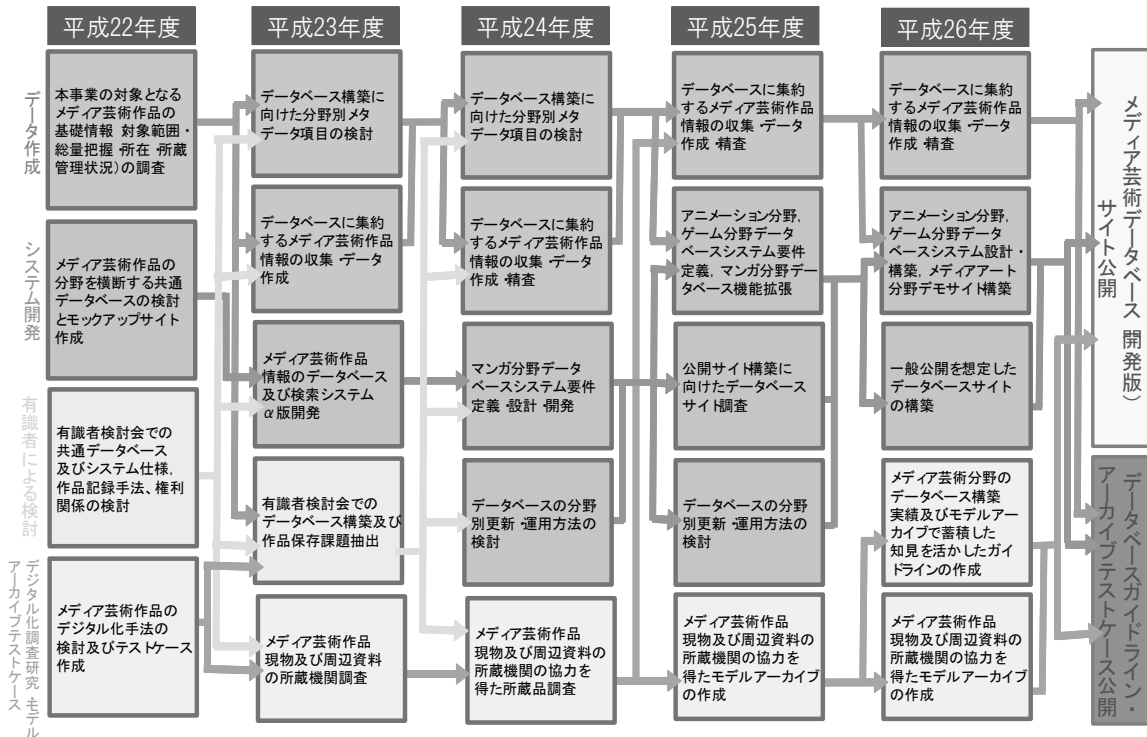 平成22年度
平成23年度
平成24年度
平成25年度
平成26年度
データ作成
システム開発
有識者による検討
デジタル化調査研究・モデル
アーカイブテストケース
本事業の対象となる
メディア芸術作品の
基礎情報 対象範囲・
総量把握・所在・所蔵
管理状況）の調査
メディア芸術作品の
分野を横断する共通
データベースの検討
とモックアップサイト
作成
有識者検討会での
共通データベース
及びシステム仕様,
作品記録手法、権利
関係の検討
メディア芸術作品の
デジタル化手法の
検討及びテストケース
作成
データベース構築に
向けた分野別メタ
データ項目の検討
データベースに集約
するメディア芸術作品
情報の収集・データ
作成
メディア芸術作品
情報のデータベース
及び検索システム
α版開発
有識者検討会での
データベース構築及び
作品保存課題抽出
メディア芸術作品
現物及び周辺資料
の所蔵機関調査
データベース構築に
向けた分野別メタ
データ項目の検討
データベースに集約
するメディア芸術作品
情報の収集・データ
作成・精査
マンガ分野データ
ベースシステム要件
定義・設計・開発
データベースの分野
別更新・運用方法の
検討
メディア芸術作品
現物及び周辺資料の
所蔵機関の協力を
得た所蔵品調査
データベースに集約
するメディア芸術作品
情報の収集・データ
作成・精査
アニメーション分野,
ゲーム分野データ
ベースシステム要件
定義, マンガ分野デー
タベース機能拡張
公開サイト構築に
向けたデータベース
サイト調査
データベースの分野
別更新・運用方法の
検討
メディア芸術作品
現物及び周辺資料の
所蔵機関の協力を
得たモデルアーカイブ
の作成
データベースに集約
するメディア芸術作品
情報の収集・データ
作成・精査
アニメーション分野,
ゲーム分野データ
ベースシステム設計・
構築, メディアアート
分野デモサイト構築
一般公開を想定した
データベースサイト
の構築
メディア芸術分野の
データベース構築
実績及びモデルアー
カイブで蓄積した
知見を活かしたガイ
ドラインの作成
メディア芸術作品
現物及び周辺資料の
所蔵機関の協力を
得たモデルアーカイブ
の作成
メディア芸術データベース 開発版）
サイト公開
データベースガイドライン・
アーカイブテストケース公開